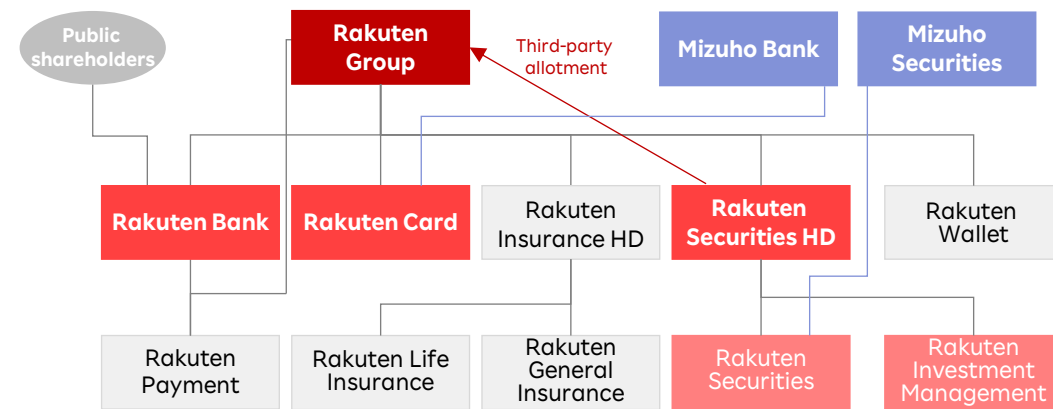 Public
shareholders
Rakuten
Group
Third-party
allotment
Mizuho Bank
Mizuho
Securities
Rakuten Bank
Rakuten Card
Rakuten
Insurance HD
Rakuten
Securities HD
Rakuten
Wallet
Rakuten
Payment
Rakuten Life
Insurance
Rakuten
General
Insurance
Rakuten
Securities
Rakuten
Investment
Management